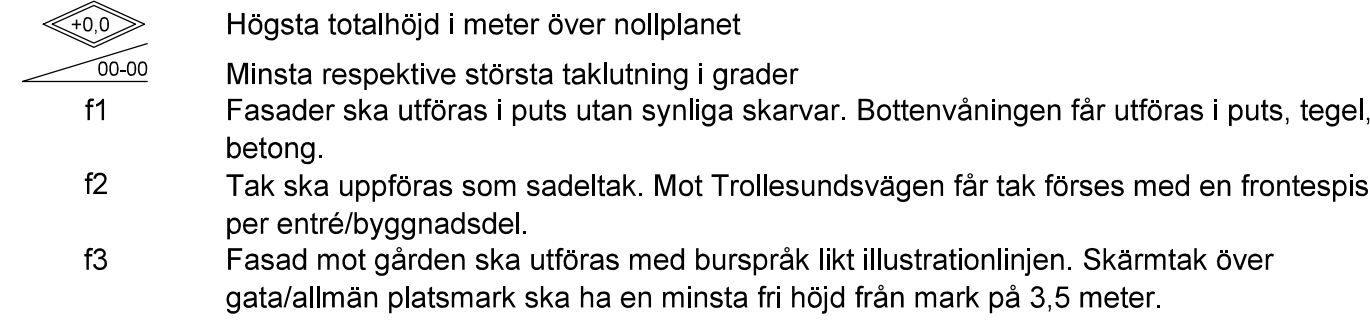 +0,0 Högsta totalhöjd i meter över nollplanet
00-00 Minsta respektive största taklutning i grader
f1 Fasader ska utföras i puts utan synliga skarvar. Bottenvåningen får utföras i puts, tegel,
betong.
f2 Tak ska uppföras som sadeltak. Mot Trollesundsvägen får tak förses med en frontespis
per entré/byggnadsdel.
f3 Fasad mot gården ska utföras med burspråk likt illustrationlinjen. Skärmtak över
gata/allmän platsmark ska ha en minsta fri höjd från mark på 3,5 meter.